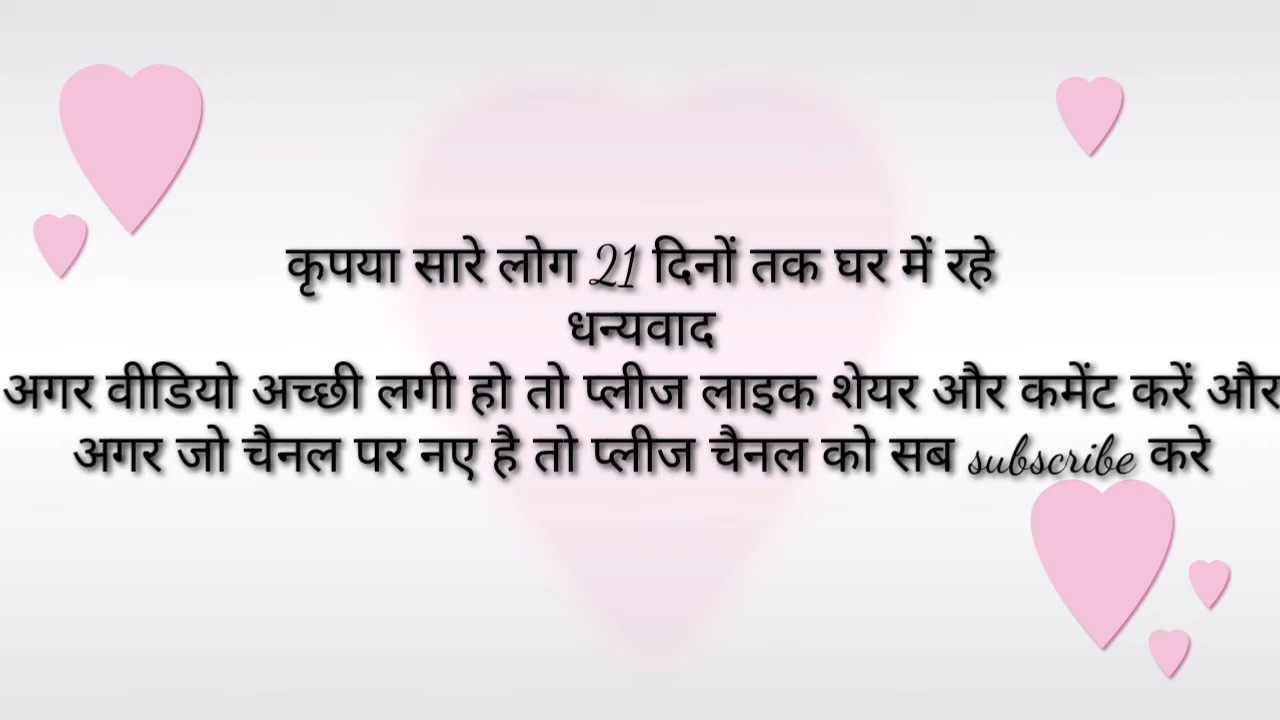 कृपया सारे लोग 21 दिनों तक घर में रहे
धन्यवाद
अगर वीडियो अच्छी लगी हो तो प्लीज लाइक शेयर और कमेंट करें और
अगर जो चैनल पर नए है तो प्लीज चैनल को सब subscribe करे